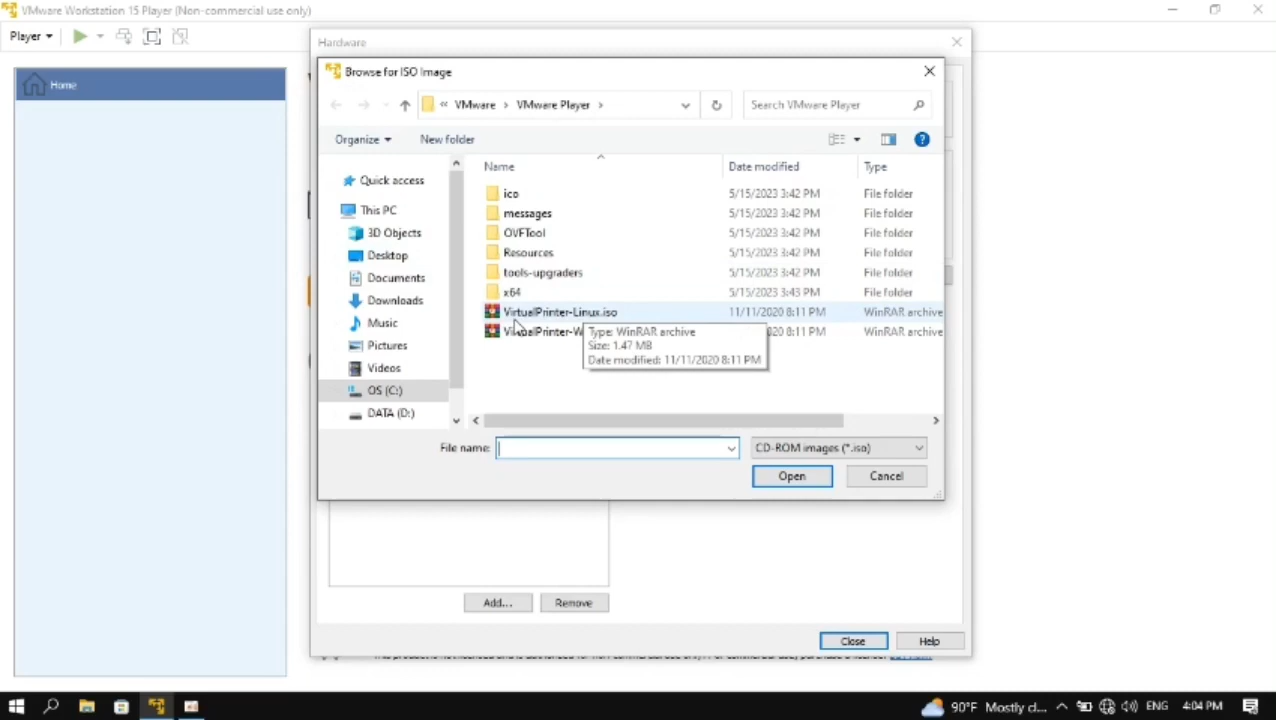 VMware Workstation 15 Player (Non-commercial use only)
Player
Hardware
Browse for ISO Image
« VMware › VMware Player ›
Search VMware Player
Organize
New folder
Name
Date modified
Type
Home
Quick access
This PC
3D Objects
Desktop
Documents
Downloads
Music
Pictures
Videos
OS (C:)
DATA (D:)
ico 5/15/2023 3:42 PM File folder
messages 5/15/2023 3:42 PM File folder
OVFTool 5/15/2023 3:42 PM File folder
Resources 5/15/2023 3:42 PM File folder
tools-upgraders 5/15/2023 3:42 PM File folder
x64 5/15/2023 3:43 PM File folder
VirtualPrinter-Linux.iso 11/11/2020 8:11 PM WinRAR archive
VirtualPrinter-W 020 8:11 PM WinRAR archive
Type: WinRAR archive
Size: 1.47 MB
Date modified: 11/11/2020 8:11 PM
File name:
CD-ROM images (*.iso)
Open
Cancel
Add...
Remove
Close
Help
90°F Mostly cl...
ENG
4:04 PM